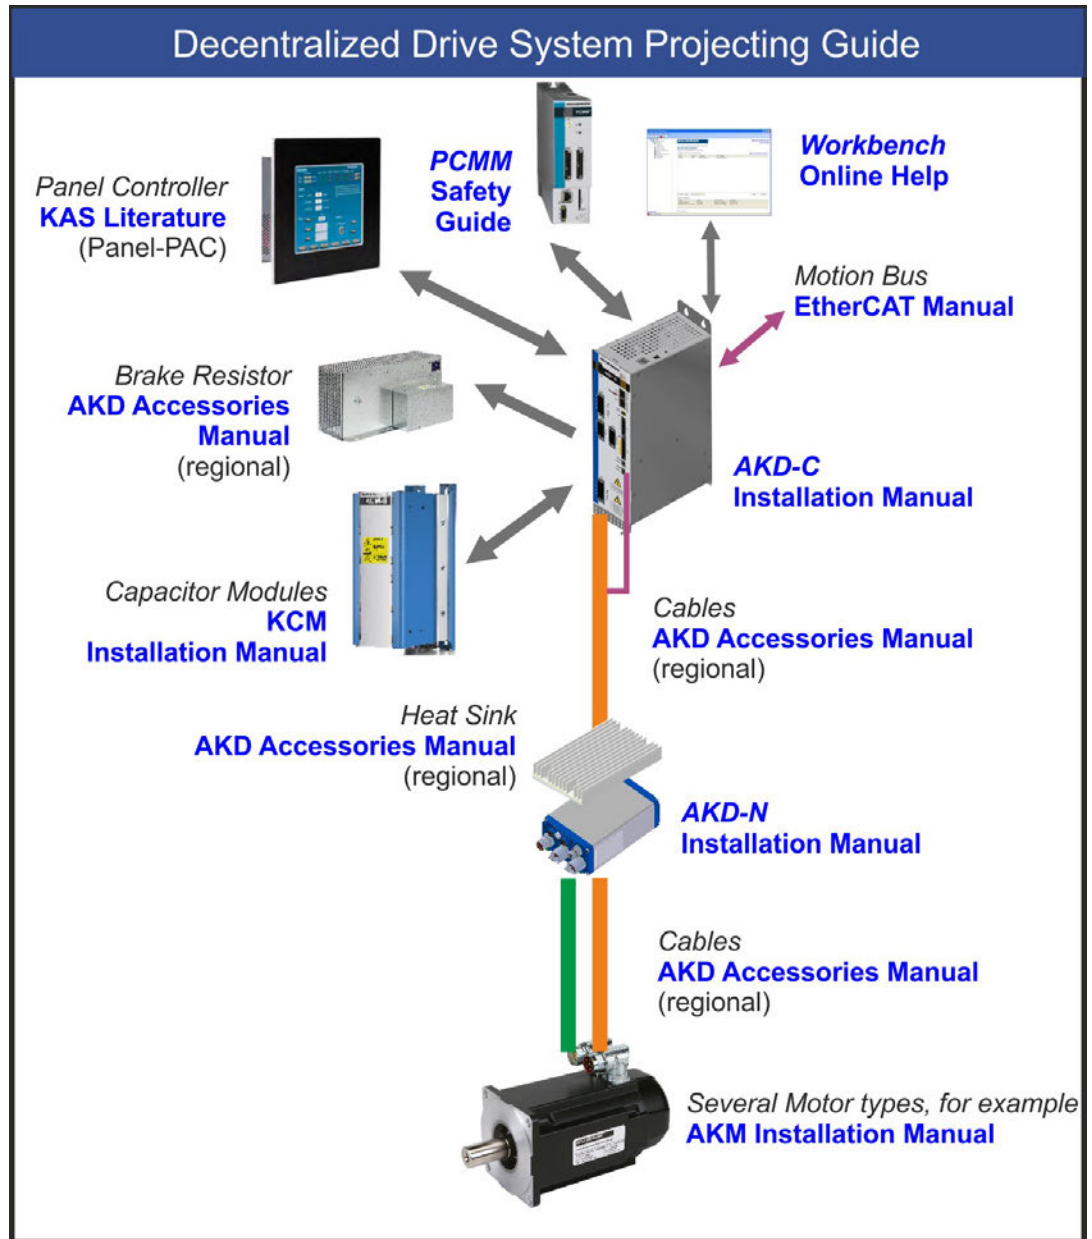 Decentralized Drive System Projecting Guide
PCMM
Safety
Guide
Workbench
Online Help
Panel Controller
KAS Literature
(Panel-PAC)
Motion Bus
EtherCAT Manual
Brake Resistor
AKD Accessories
Manual
(regional)
AKD-C
Installation Manual
Capacitor Modules
KCM
Installation Manual
Cables
AKD Accessories Manual
(regional)
Heat Sink
AKD Accessories Manual
(regional)
AKD-N
Installation Manual
Cables
AKD Accessories Manual
(regional)
Several Motor types, for example
AKM Installation Manual